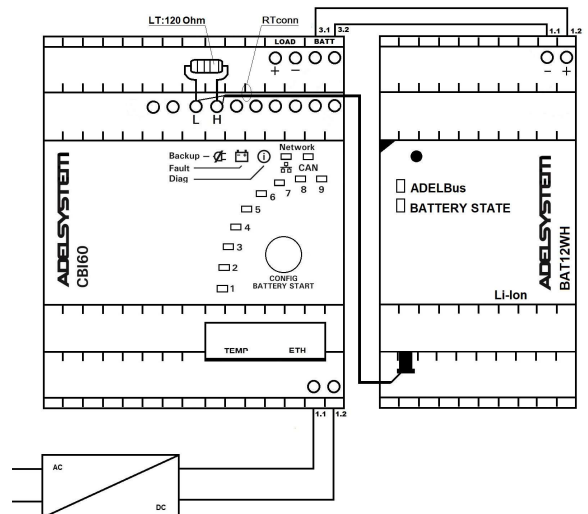 LT:120 Ohm
RTconn
3.1 3.2
1.1 1.2
LOAD BATT
+ −
− +
L H
Backup
Fault
Diag
Network
CAN
i
9
8
7
6
5
4
3
2
1
CONFIG
BATTERY START
ADELSYSTEM
CBI60
ADELBus
BATTERY STATE
ADELSYSTEM
BAT12WH
Li-Ion
TEMP ETH
1.1 1.2
AC
DC